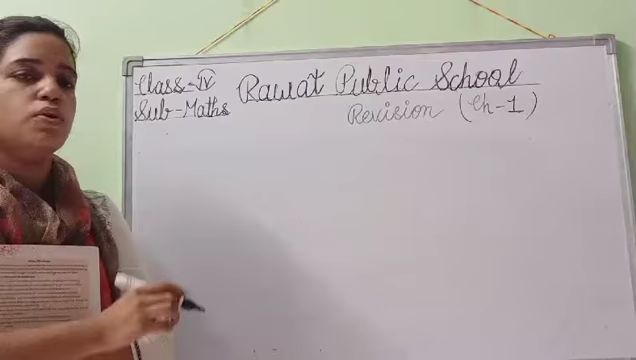 Class-IV Rawat Public School
Sub-Maths Revision (Ch-1)